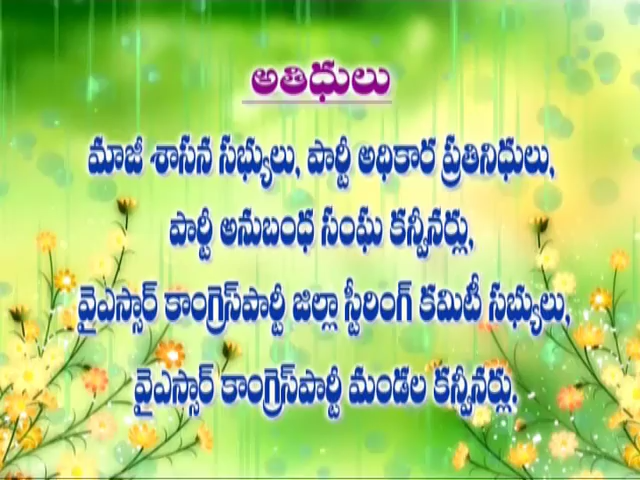 అతిధులు
మాజీ శాసన సభ్యులు, పార్టీ అధికార ప్రతినిధులు,
పార్టీ అనుబంధ సంఘ కన్వీనర్లు,
వైఎస్సార్ కాంగ్రెస్‌పార్టీ జిల్లా స్టీరింగ్ కమిటీ సభ్యులు,
వైఎస్సార్ కాంగ్రెస్‌పార్టీ మండల కన్వీనర్లు.